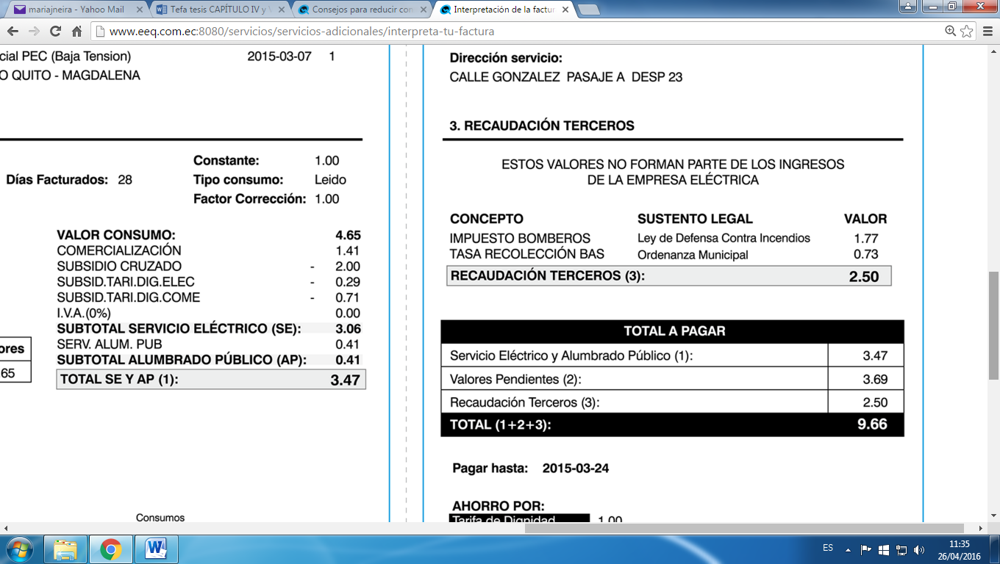 mariajneira - Yahoo Mail
Tefa tesis CAPÍTULO IV y
Consejos para reducir con
Interpretación de la factur
www.eeq.com.ec:8080/servicios/servicios-adicionales/interpreta-tu-factura
cial PEC (Baja Tension) 2015-03-07 1
O QUITO - MAGDALENA
Días Facturados: 28
Constante: 1.00
Tipo consumo: Leido
Factor Corrección: 1.00
VALOR CONSUMO: 4.65
COMERCIALIZACIÓN 1.41
SUBSIDIO CRUZADO - 2.00
SUBSID.TARI.DIG.ELEC - 0.29
SUBSID.TARI.DIG.COME - 0.71
I.V.A.(0%) 0.00
SUBTOTAL SERVICIO ELÉCTRICO (SE): 3.06
SERV. ALUM. PUB 0.41
SUBTOTAL ALUMBRADO PÚBLICO (AP): 0.41
TOTAL SE Y AP (1): 3.47
ores
65
Consumos
Dirección servicio:
CALLE GONZALEZ PASAJE A DESP 23
3. RECAUDACIÓN TERCEROS
ESTOS VALORES NO FORMAN PARTE DE LOS INGRESOS
DE LA EMPRESA ELÉCTRICA
CONCEPTO SUSTENTO LEGAL VALOR
IMPUESTO BOMBEROS Ley de Defensa Contra Incendios 1.77
TASA RECOLECCIÓN BAS Ordenanza Municipal 0.73
RECAUDACIÓN TERCEROS (3): 2.50
TOTAL A PAGAR
Servicio Eléctrico y Alumbrado Público (1): 3.47
Valores Pendientes (2): 3.69
Recaudación Terceros (3): 2.50
TOTAL (1+2+3): 9.66
Pagar hasta: 2015-03-24
AHORRO POR:
Tarifa de Dignidad 1.00
ES
11:35
26/04/2016